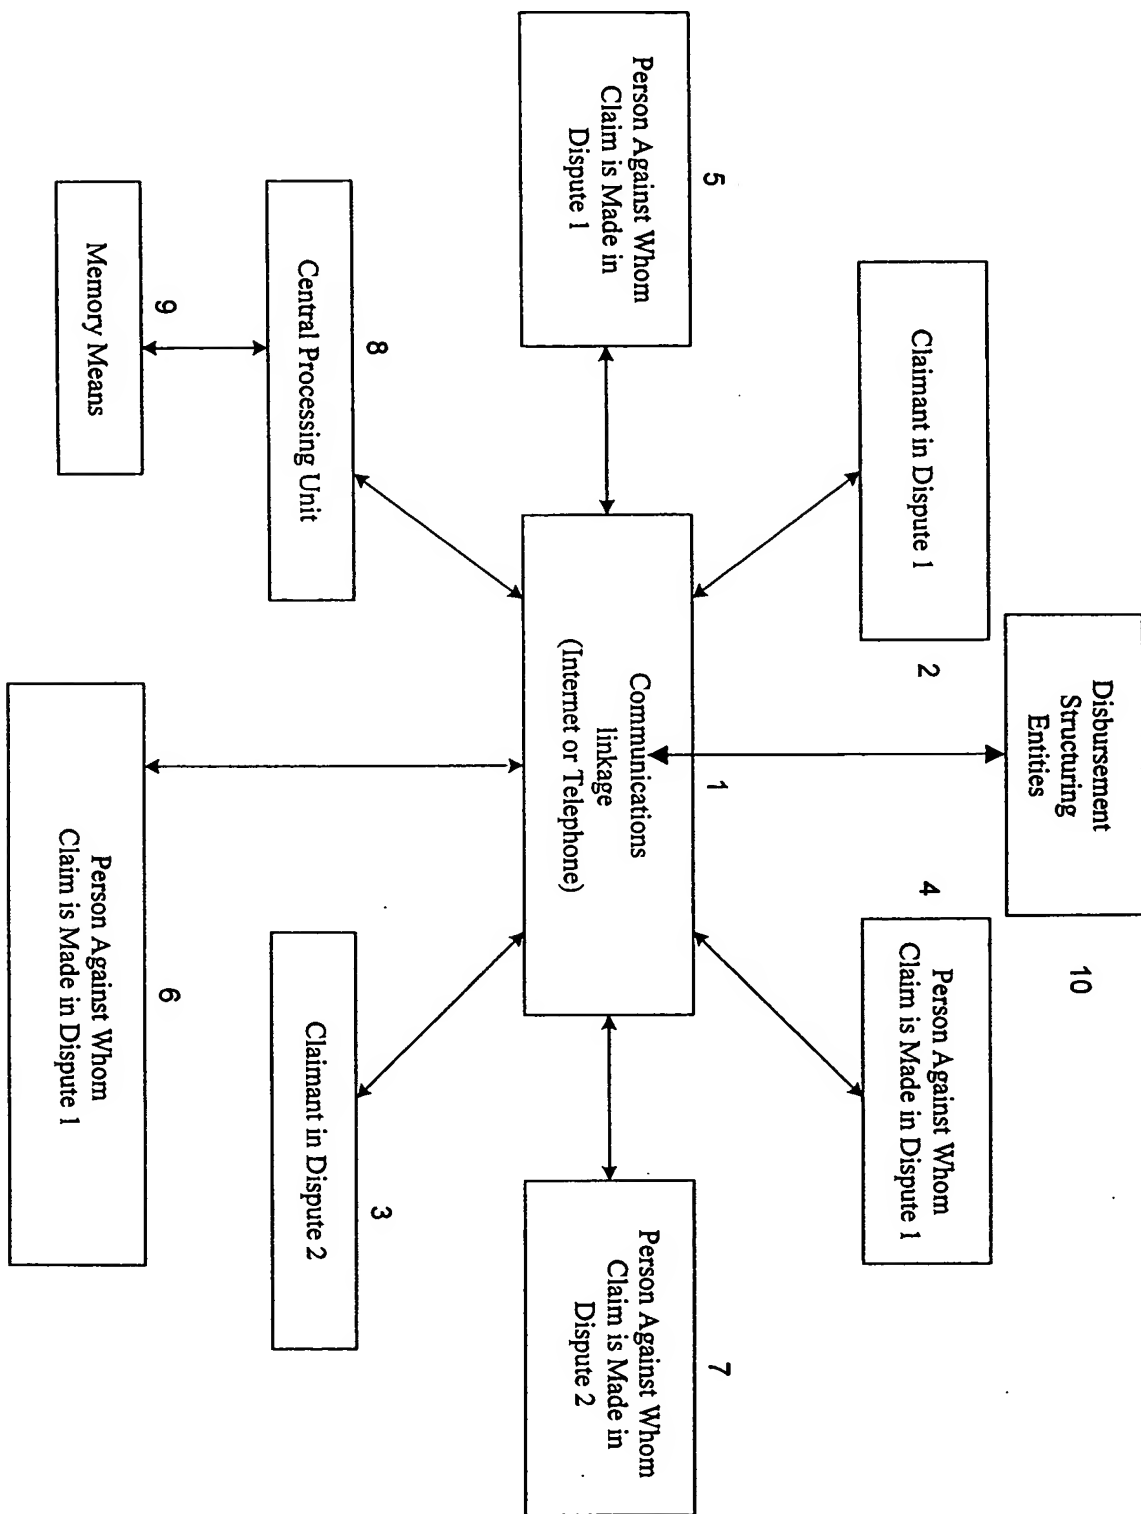 Disbursement
Structuring
Entities
10
Claimant in Dispute 1
2
4
Person Against Whom
Claim is Made in Dispute 1
5
Person Against Whom
Claim is Made in
Dispute 1
1
Communications
linkage
(Internet or Telephone)
7
Person Against Whom
Claim is Made in
Dispute 2
8
Central Processing Unit
3
Claimant in Dispute 2
9
Memory Means
6
Person Against Whom
Claim is Made in Dispute 1